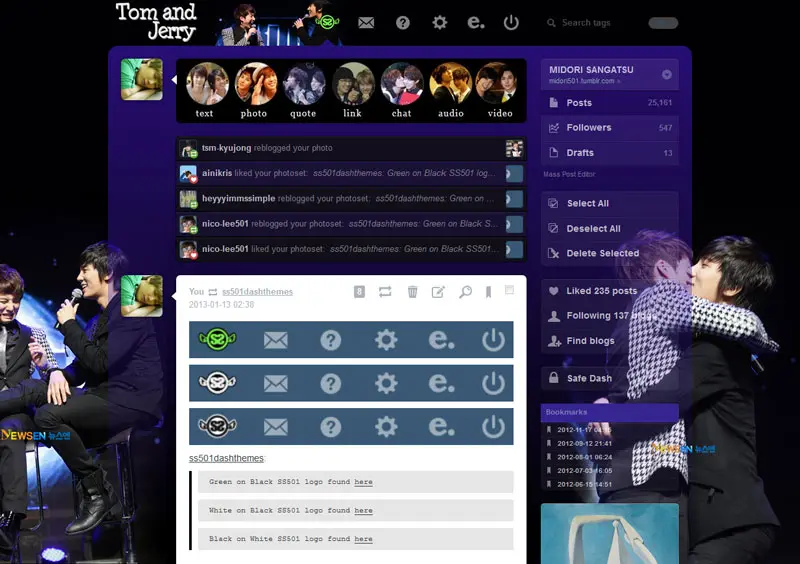 Tom and
Jerry
Search tags
text photo quote link chat audio video
tsm-kyujong reblogged your photo
ainikris liked your photoset: ss501dashthemes: Green on Black SS501 log...
heyyyimmssimple reblogged your photoset: ss501dashthemes: Green on ...
nico-lee501 reblogged your photoset: ss501dashthemes: Green on Black S...
nico-lee501 liked your photoset: ss501dashthemes: Green on Black SS501...
You ss501dashthemes
2013-01-13 02:38
8
ss501dashthemes:
Green on Black SS501 logo found here
White on Black SS501 logo found here
Black on White SS501 logo found here
MIDORI SANGATSU
midori501.tumblr.com »
Posts 25,161
Followers 547
Drafts 13
Mass Post Editor
Select All
Deselect All
Delete Selected
Liked 235 posts
Following 137 blogs
Find blogs
Safe Dash
Bookmarks
2012-11-17 04:15
2012-09-12 21:41
2012-08-01 06:24
2012-07-03 16:05
2012-06-15 14:51
NEWSEN 뉴스엔
NEWSEN 뉴스엔